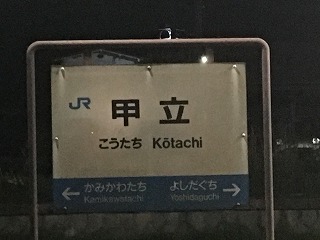 JR 甲立
こうたち Kōtachi
← かみかわたち よしだぐち →
Kamikawatachi Yoshidaguchi